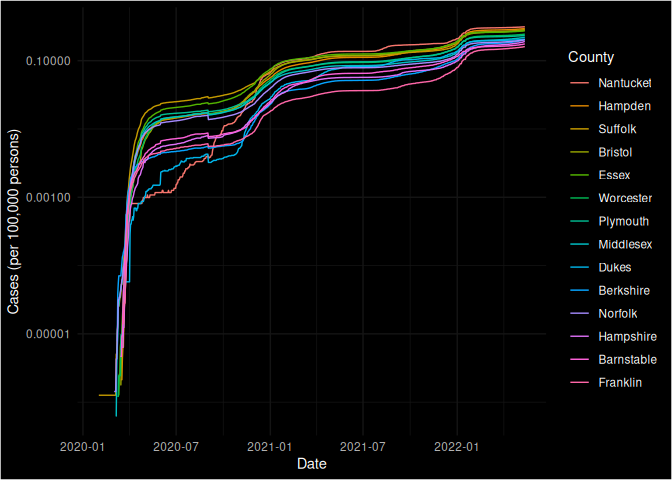 Cases (per 100,000 persons)
0.10000
0.00100
0.00001
2020-01 2020-07 2021-01 2021-07 2022-01
Date
County
Nantucket
Hampden
Suffolk
Bristol
Essex
Worcester
Plymouth
Middlesex
Dukes
Berkshire
Norfolk
Hampshire
Barnstable
Franklin